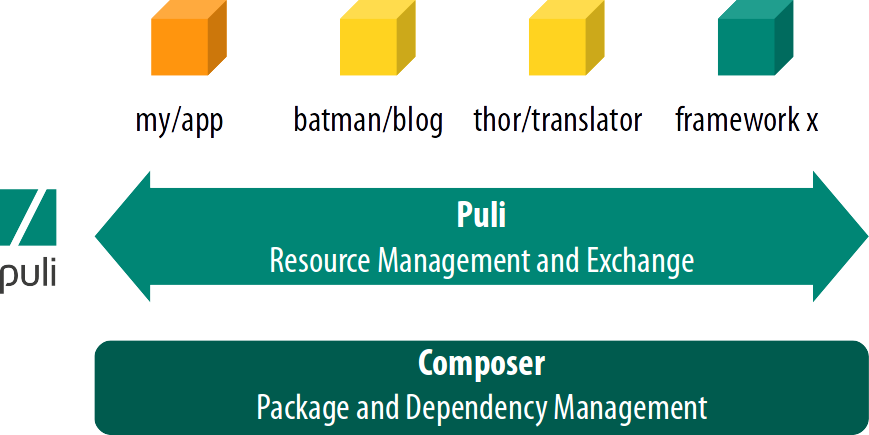 my/app batman/blog thor/translator framework x
Puli
Resource Management and Exchange
puli
Composer
Package and Dependency Management